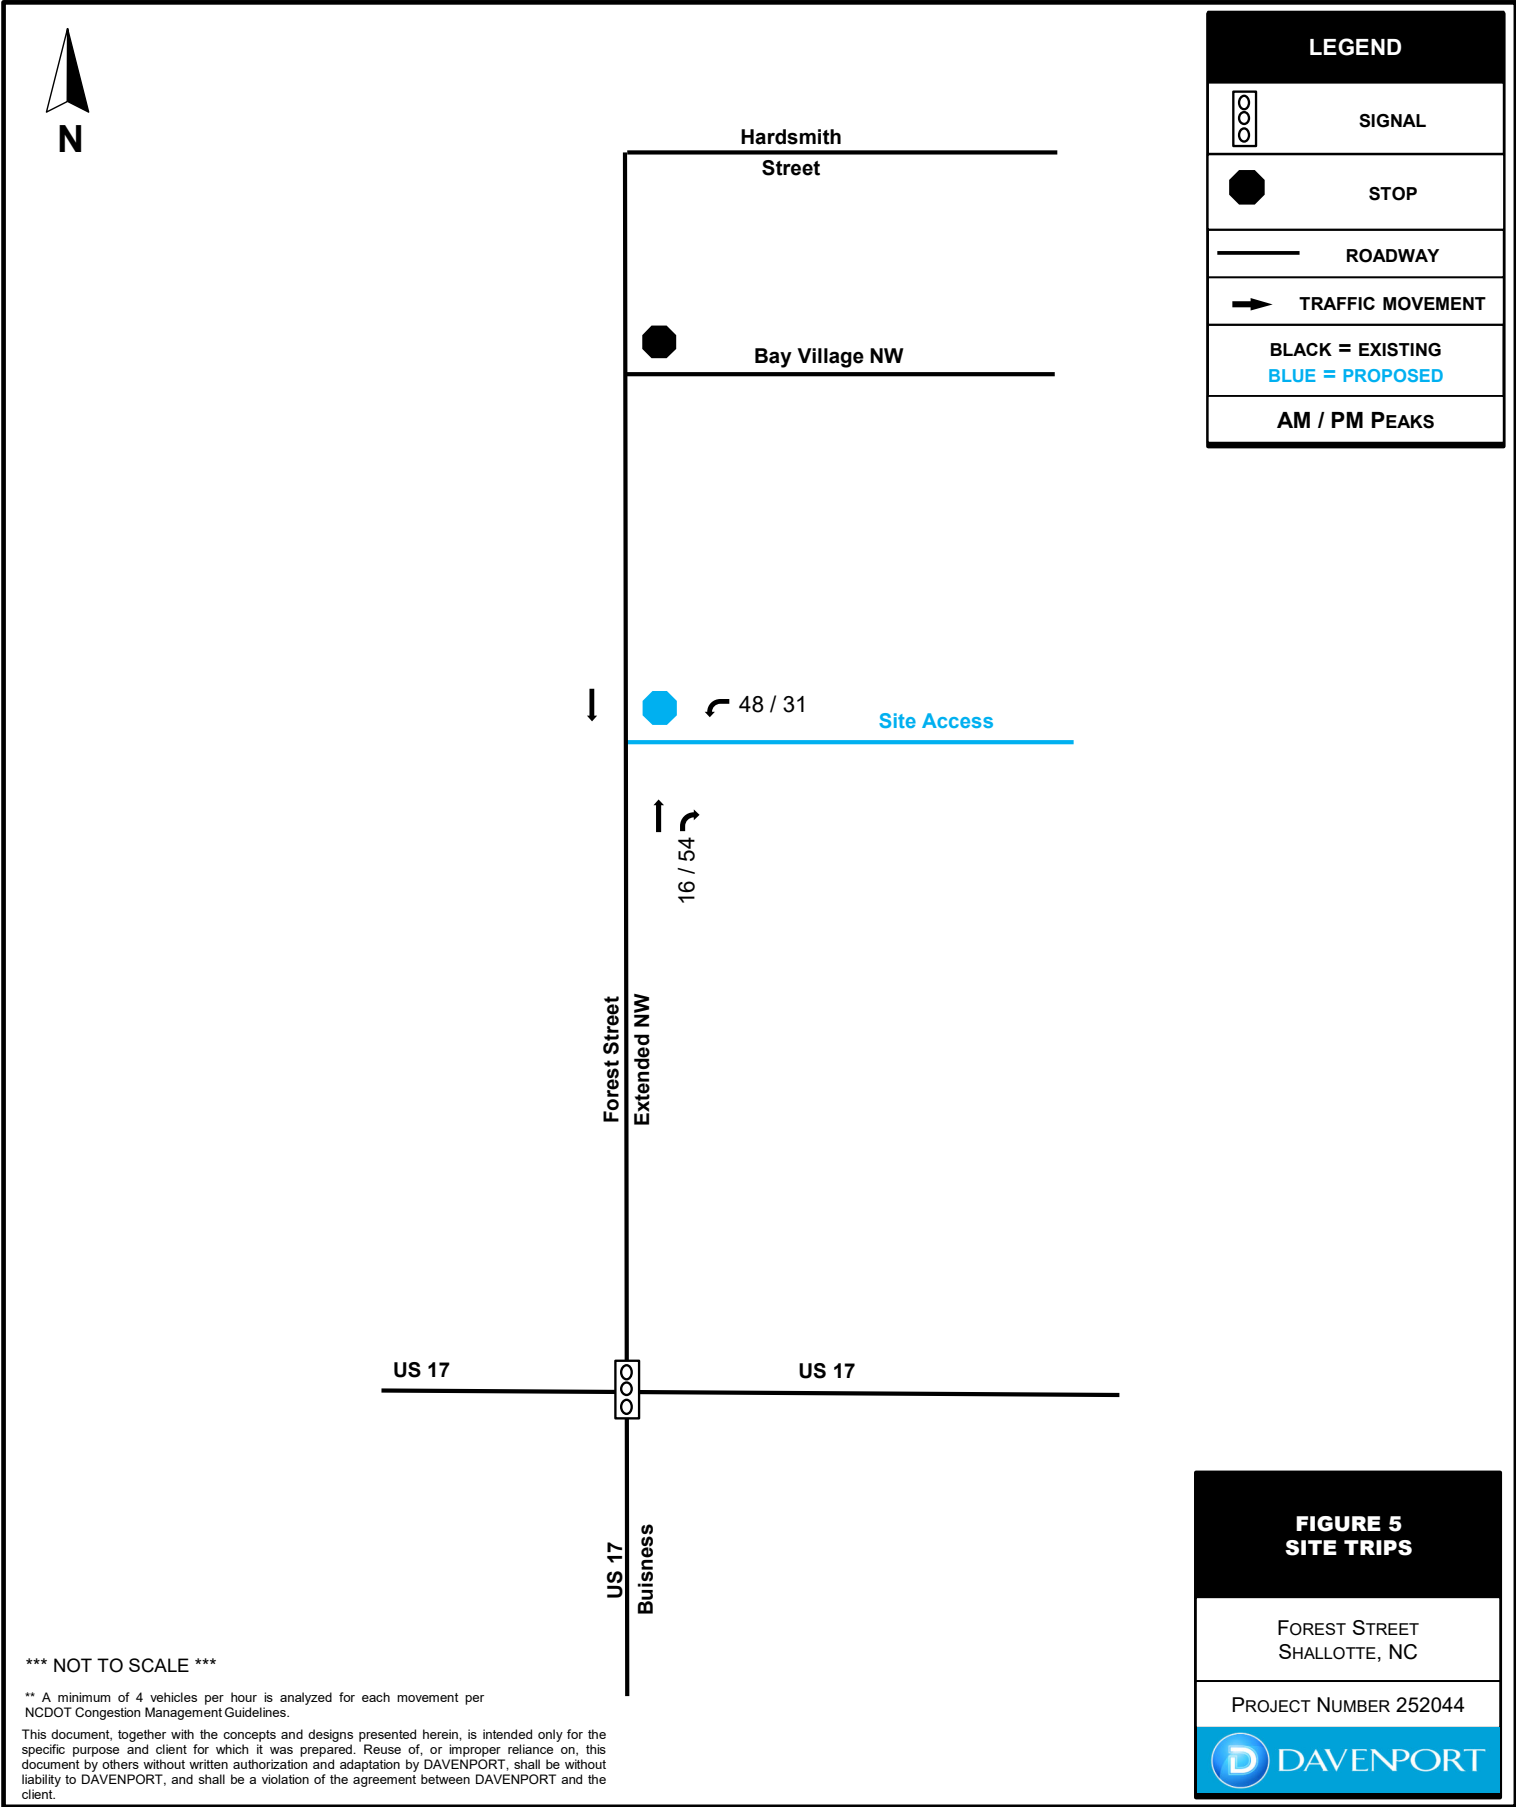 N
LEGEND
SIGNAL
STOP
ROADWAY
TRAFFIC MOVEMENT
BLACK = EXISTING
BLUE = PROPOSED
AM / PM PEAKS
Hardsmith
Street
Bay Village NW
48 / 31
Site Access
16 / 54
Forest Street
Extended NW
US 17
US 17
US 17
Buisness
FIGURE 5
SITE TRIPS
FOREST STREET
SHALLOTTE, NC
PROJECT NUMBER 252044
D DAVENPORT
*** NOT TO SCALE ***
** A minimum of 4 vehicles per hour is analyzed for each movement per
NCDOT Congestion Management Guidelines.
This document, together with the concepts and designs presented herein, is intended only for the
specific purpose and client for which it was prepared. Reuse of, or improper reliance on, this
document by others without written authorization and adaptation by DAVENPORT, shall be without
liability to DAVENPORT, and shall be a violation of the agreement between DAVENPORT and the
client.